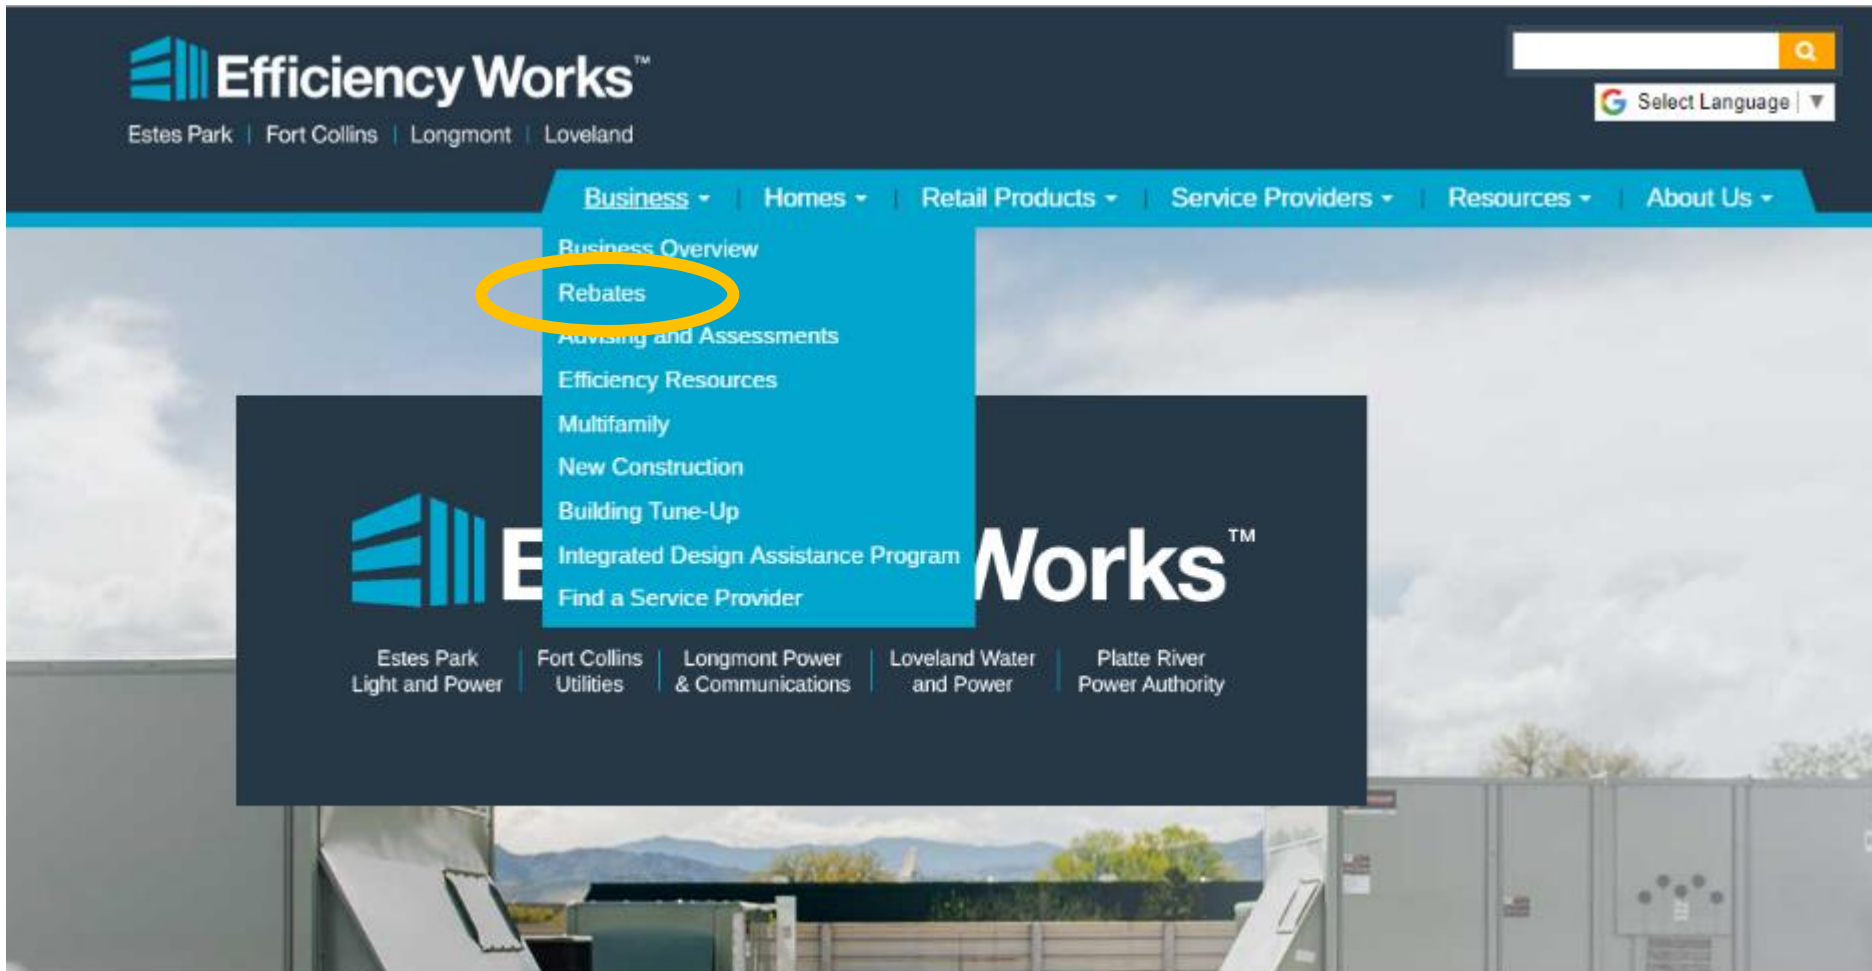 Efficiency Works™
Estes Park | Fort Collins | Longmont | Loveland
Select Language | ▼
Business | Homes | Retail Products | Service Providers | Resources | About Us
Business Overview
Rebates
Advising and Assessments
Efficiency Resources
Multifamily
New Construction
Building Tune-Up
Integrated Design Assistance Program
Find a Service Provider
E Works™
Estes Park | Fort Collins | Longmont Power | Loveland Water | Platte River
Light and Power | Utilities | & Communications | and Power | Power Authority